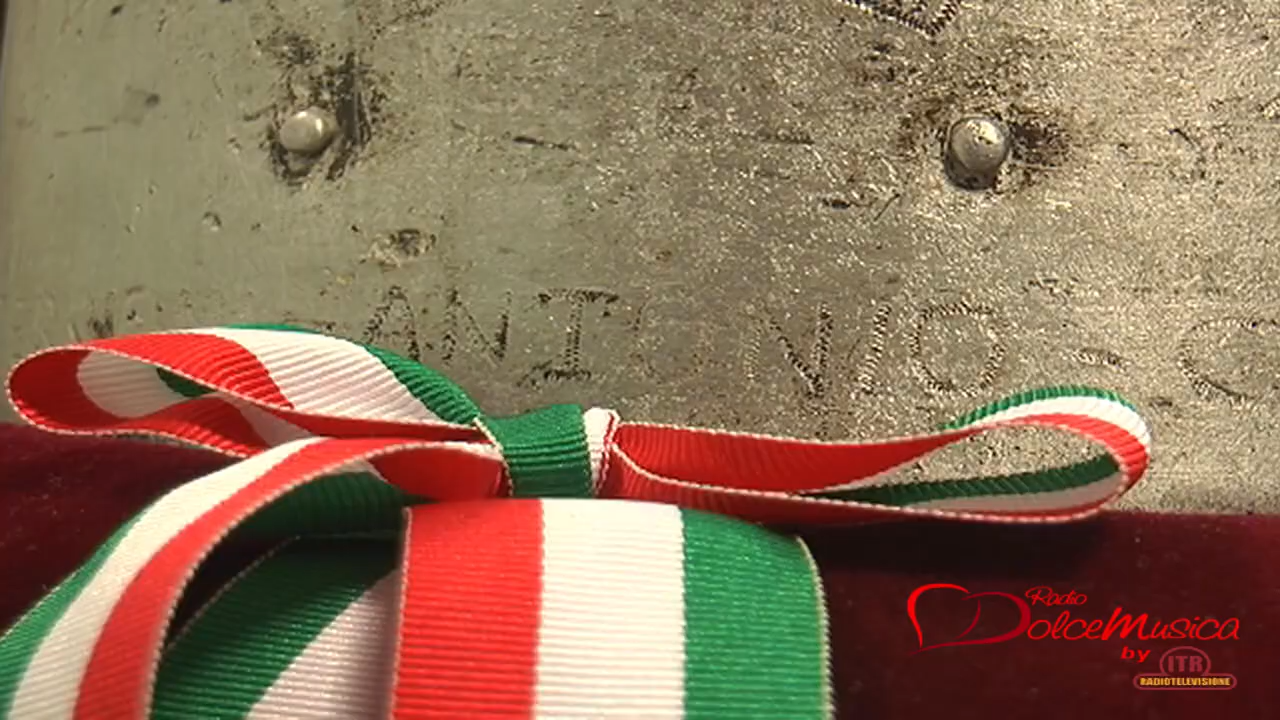 ANTONIO - C
Radio
DolceMusica
by ITR
RADIOTELEVISIONE